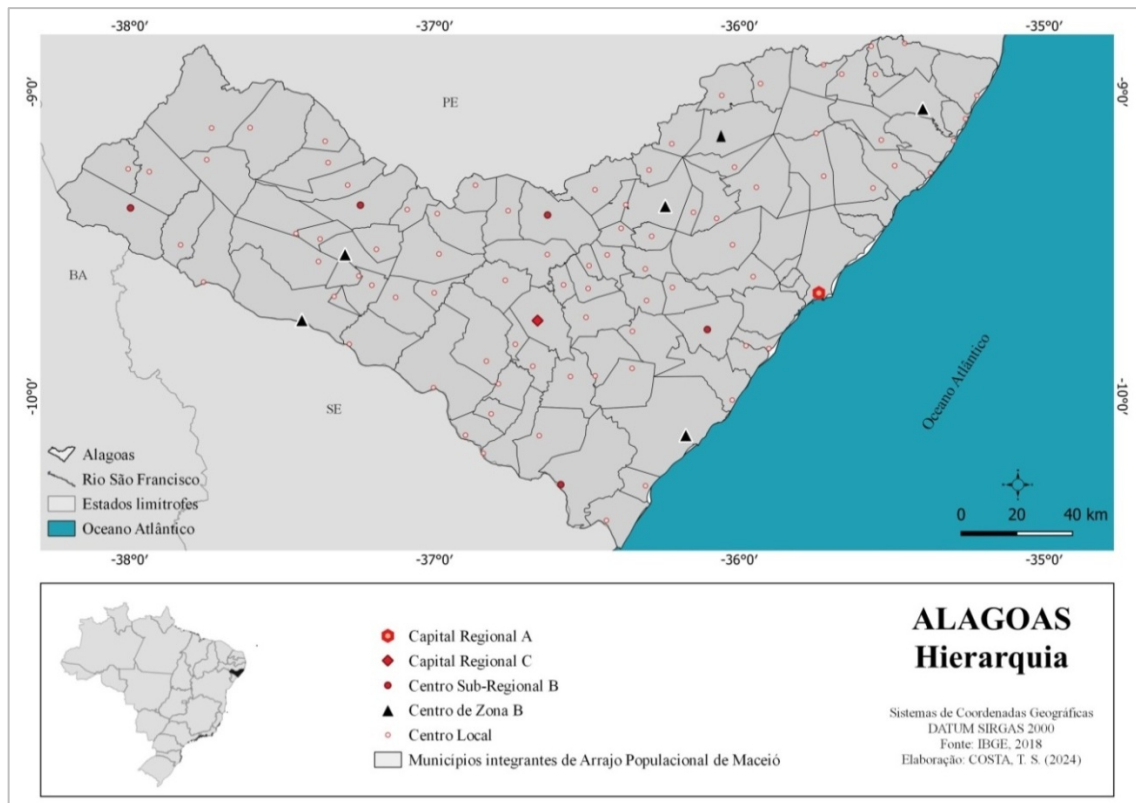 -38°0'
-37°0'
-36°0'
-35°0'
-9°0'
-9°0'
PE
BA
-10°0'
-10°0'
SE
Oceano Atlântico
Alagoas
Rio São Francisco
Estados limítrofes
Oceano Atlântico
0 20 40 km
-38°0'
-37°0'
-36°0'
-35°0'
Capital Regional A
Capital Regional C
Centro Sub-Regional B
Centro de Zona B
Centro Local
Municípios integrantes de Arrajo Populacional de Maceió
ALAGOAS
Hierarquia
Sistemas de Coordenadas Geográficas
DATUM SIRGAS 2000
Fonte: IBGE, 2018
Elaboração: COSTA, T. S. (2024)